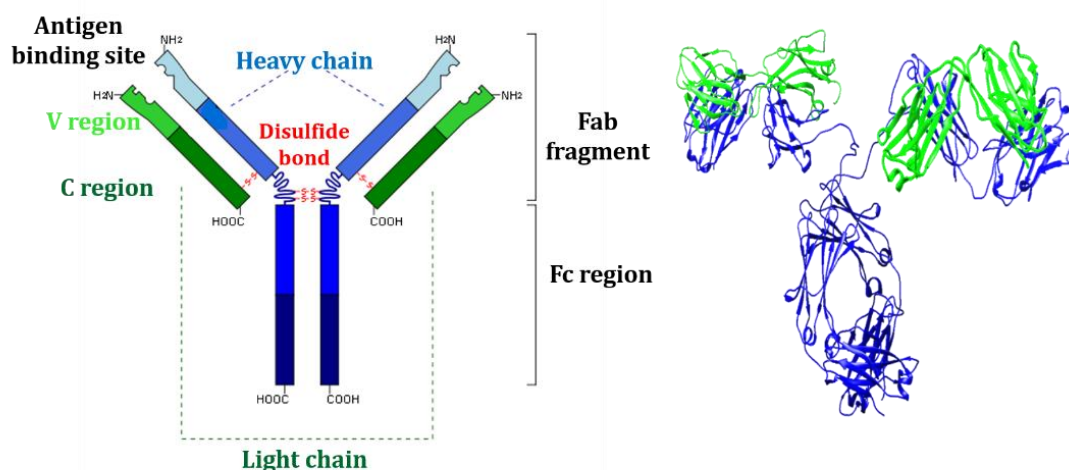 Antigen
binding site
NH2
H2N
Heavy chain
H2N
NH2
V region
Disulfide
bond
Fab
fragment
C region
HOOC
COOH
Fc region
HOOC
COOH
Light chain